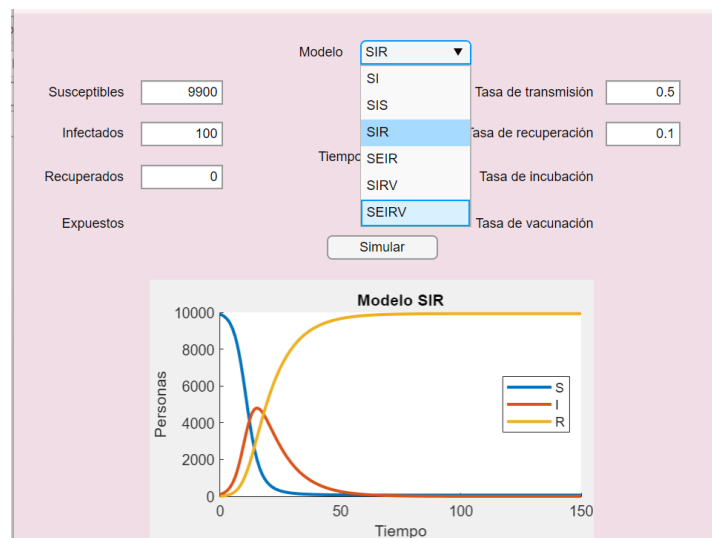 Modelo SIR
SI
SIS
SIR
SEIR
SIRV
SEIRV
Susceptibles 9900
Infectados 100
Recuperados 0
Expuestos
Tasa de transmisión 0.5
Tasa de recuperación 0.1
Tasa de incubación
Tasa de vacunación
Simular
Modelo SIR
Personas
10000
8000
6000
4000
2000
0
0 50 100 150
Tiempo
S
I
R